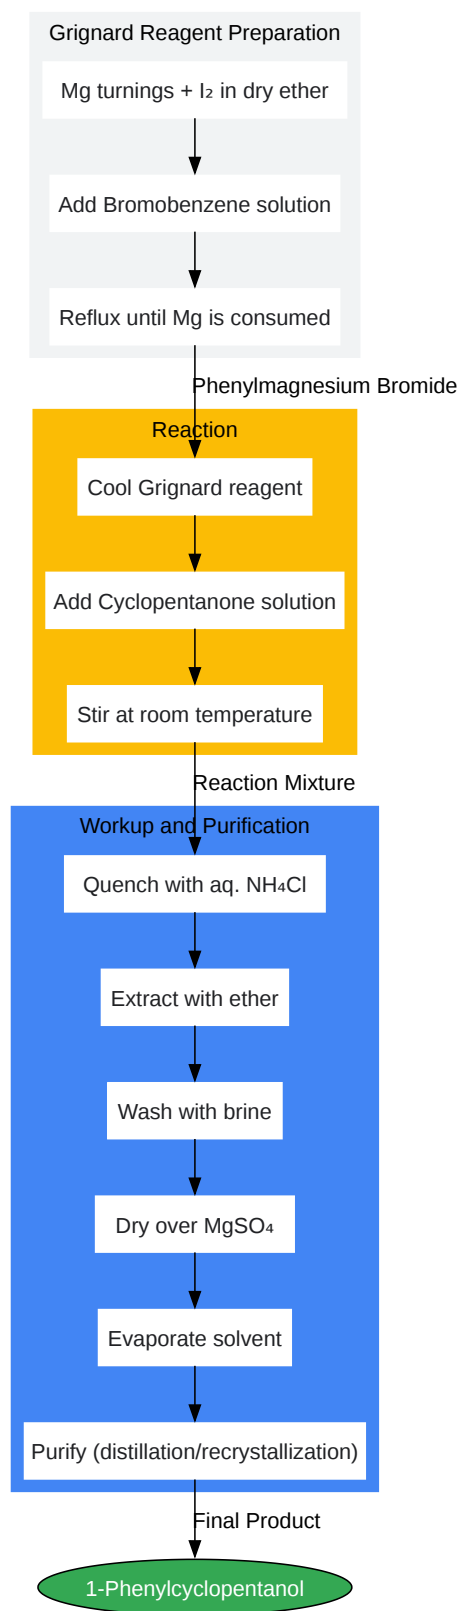 Grignard Reagent Preparation
Mg turnings + I₂ in dry ether
Add Bromobenzene solution
Reflux until Mg is consumed
Phenylmagnesium Bromide
Reaction
Cool Grignard reagent
Add Cyclopentanone solution
Stir at room temperature
Reaction Mixture
Workup and Purification
Quench with aq. NH₄Cl
Extract with ether
Wash with brine
Dry over MgSO₄
Evaporate solvent
Purify (distillation/recrystallization)
Final Product
1-Phenylcyclopentanol